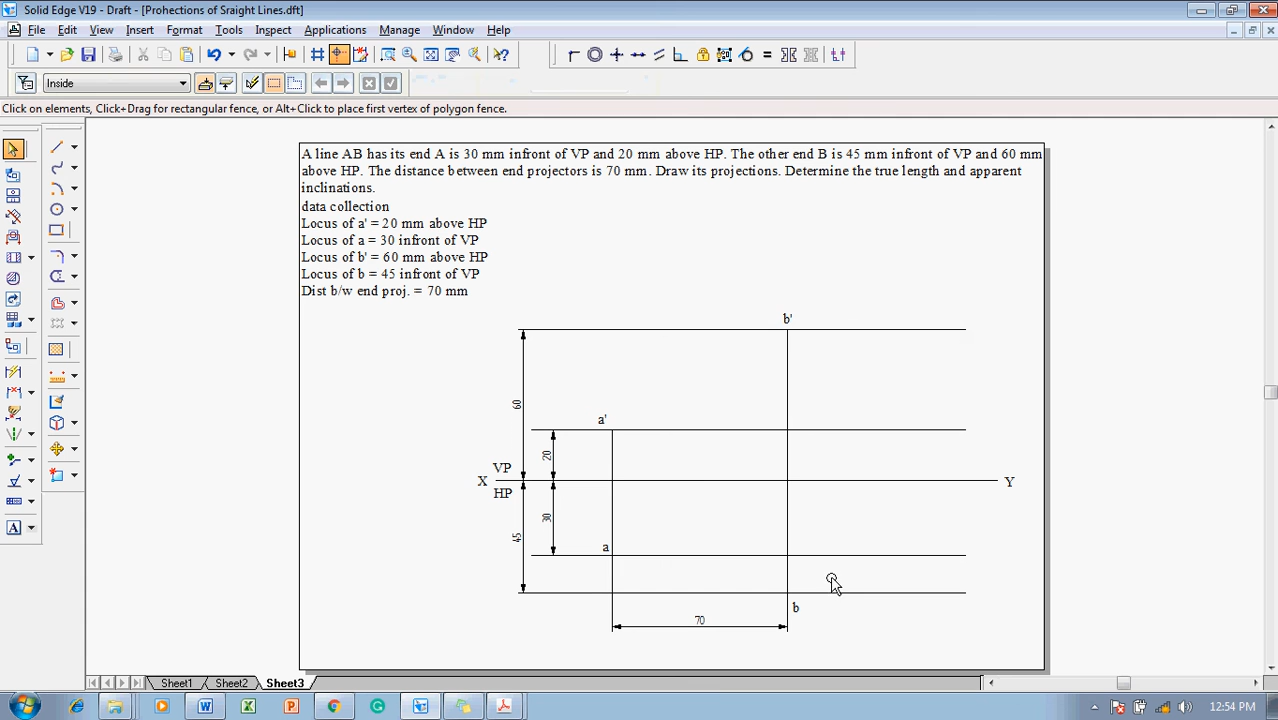 Solid Edge V19 - Draft - [Prohections of Sraight Lines.dft]
File Edit View Insert Format Tools Inspect Applications Manage Window Help
Inside
Click on elements, Click+Drag for rectangular fence, or Alt+Click to place first vertex of polygon fence.
A line AB has its end A is 30 mm infront of VP and 20 mm above HP. The other end B is 45 mm infront of VP and 60 mm
above HP. The distance between end projectors is 70 mm. Draw its projections. Determine the true length and apparent
inclinations.
data collection
Locus of a' = 20 mm above HP
Locus of a = 30 infront of VP
Locus of b' = 60 mm above HP
Locus of b = 45 infront of VP
Dist b/w end proj. = 70 mm
b'
60
a'
20
VP
X
Y
HP
30
45
a
b
70
Sheet1 Sheet2 Sheet3
12:54 PM